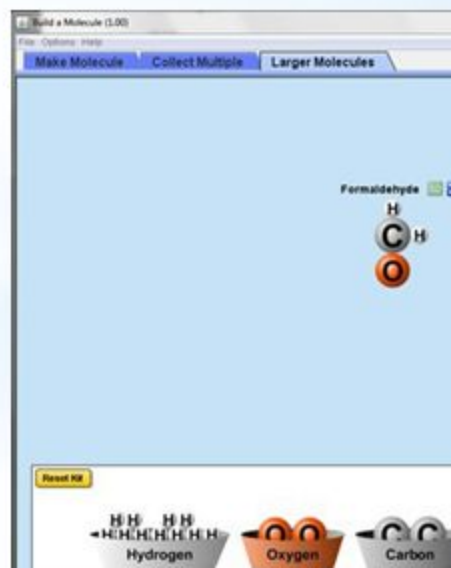 Build a Molecule (1.00)
File Options Help
Make Molecule Collect Multiple Larger Molecules
Formaldehyde
H
C H
O
Reset Kit
H H H H
H H H H H H H O O C C
Hydrogen Oxygen Carbon